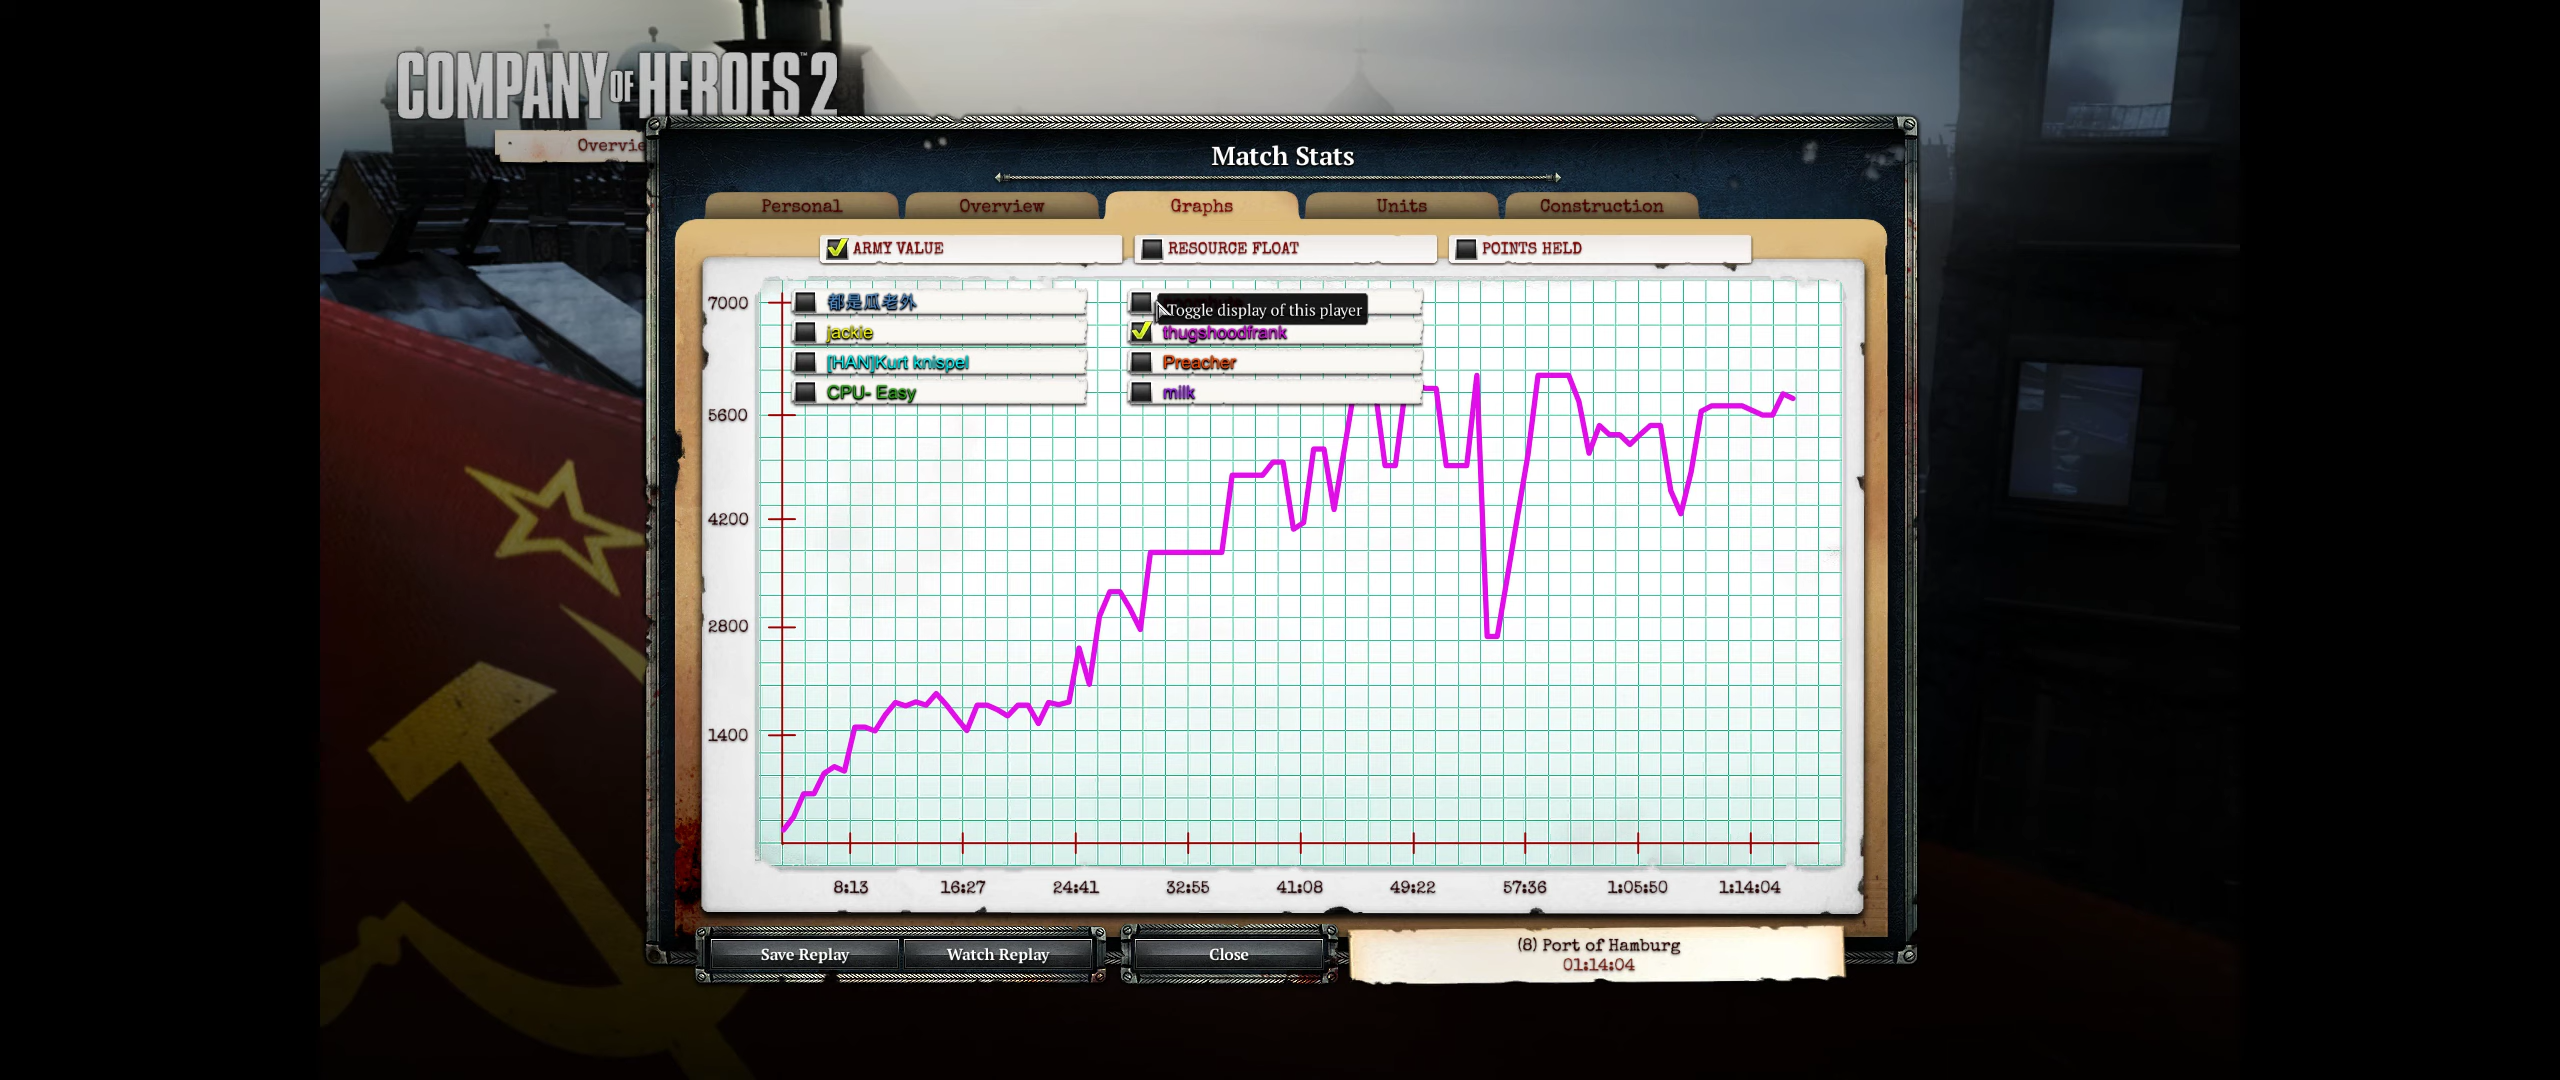 COMPANY OF HEROES 2™
Overvie
Match Stats
Personal
Overview
Graphs
Units
Construction
ARMY VALUE
RESOURCE FLOAT
POINTS HELD
都是瓜老外
jackie
[HAN]Kurt knispel
CPU- Easy
Toggle display of this player
thugshoodfrank
Preacher
milk
7000
5600
4200
2800
1400
8:13
16:27
24:41
32:55
41:08
49:22
57:36
1:05:50
1:14:04
Save Replay
Watch Replay
Close
(8) Port of Hamburg
01:14:04